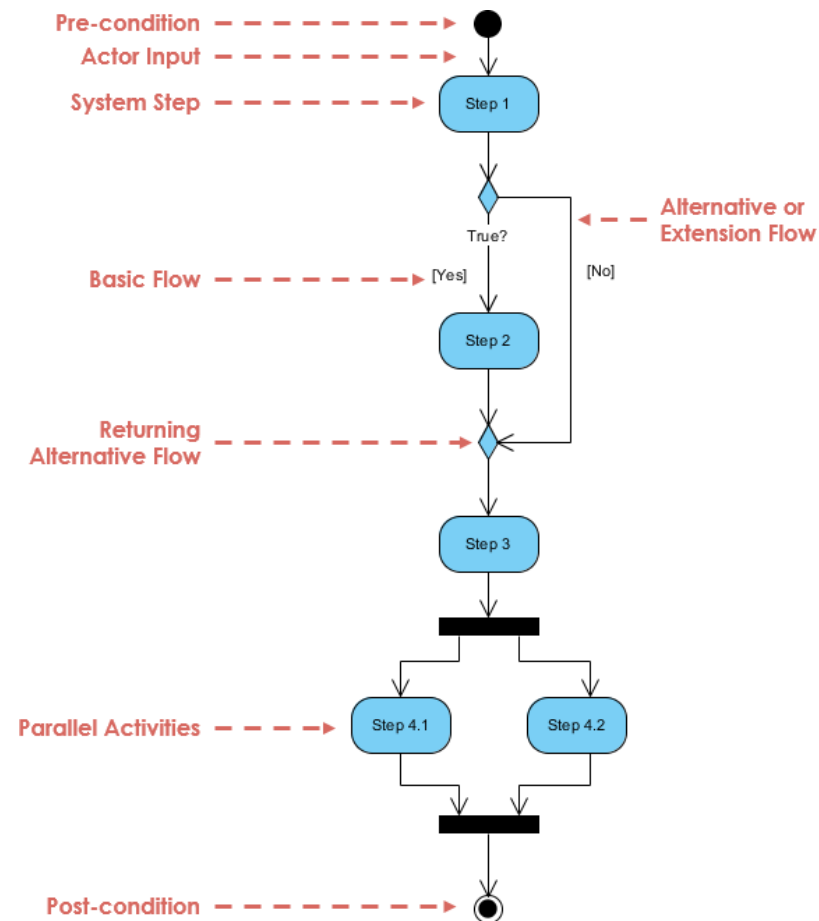 Pre-condition
Actor Input
System Step
Step 1
Alternative or
Extension Flow
True?
Basic Flow
[Yes]
[No]
Step 2
Returning
Alternative Flow
Step 3
Parallel Activities
Step 4.1
Step 4.2
Post-condition